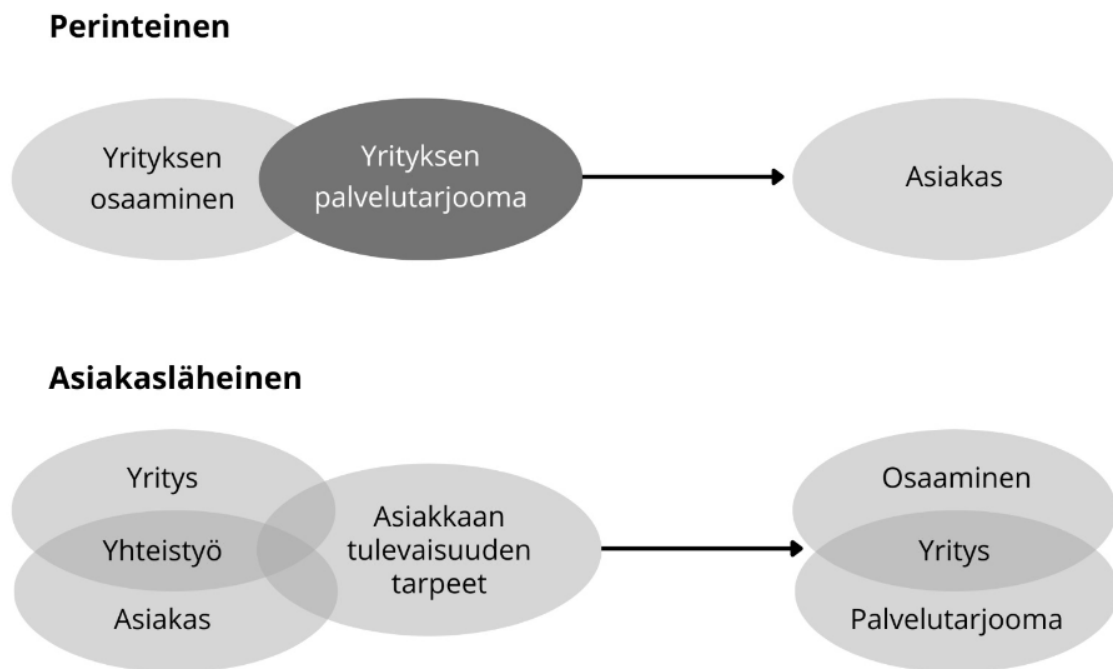 Perinteinen
Yrityksen
osaaminen
Yrityksen
palvelutarjooma
Asiakas
Asiakasläheinen
Yritys
Yhteistyö
Asiakas
Asiakkaan
tulevaisuuden
tarpeet
Osaaminen
Yritys
Palvelutarjooma